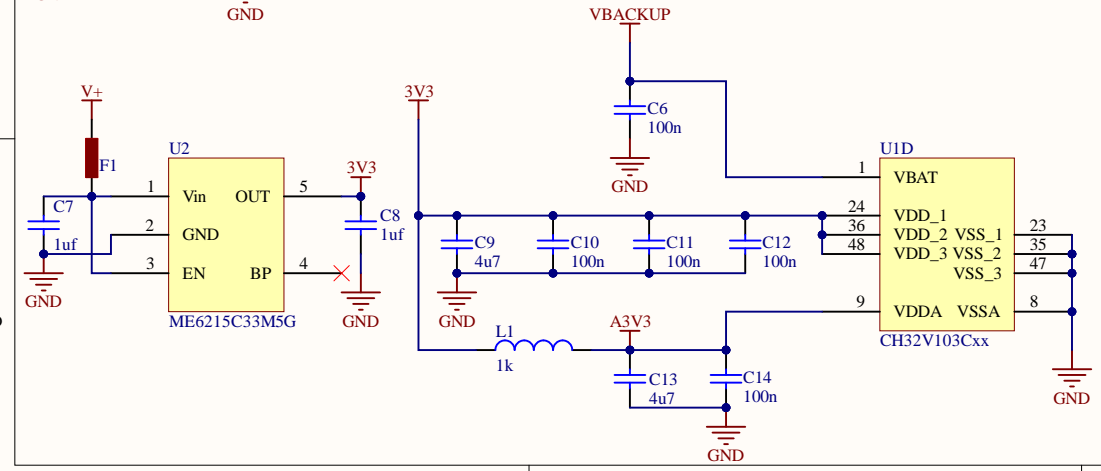 GND
VBACKUP
V+
3V3
C6
100n
GND
F1
U2
3V3
U1D
1
VBAT
C7
1uf
1
Vin
OUT
5
C8
1uf
2
GND
3
EN
BP
4
GND
ME6215C33M5G
GND
C9
4u7
C10
100n
C11
100n
C12
100n
GND
24
VDD_1
36
VDD_2
VSS_1
23
48
VDD_3
VSS_2
35
VSS_3
47
9
VDDA
VSSA
8
CH32V103Cxx
L1
1k
A3V3
C13
4u7
C14
100n
GND
GND